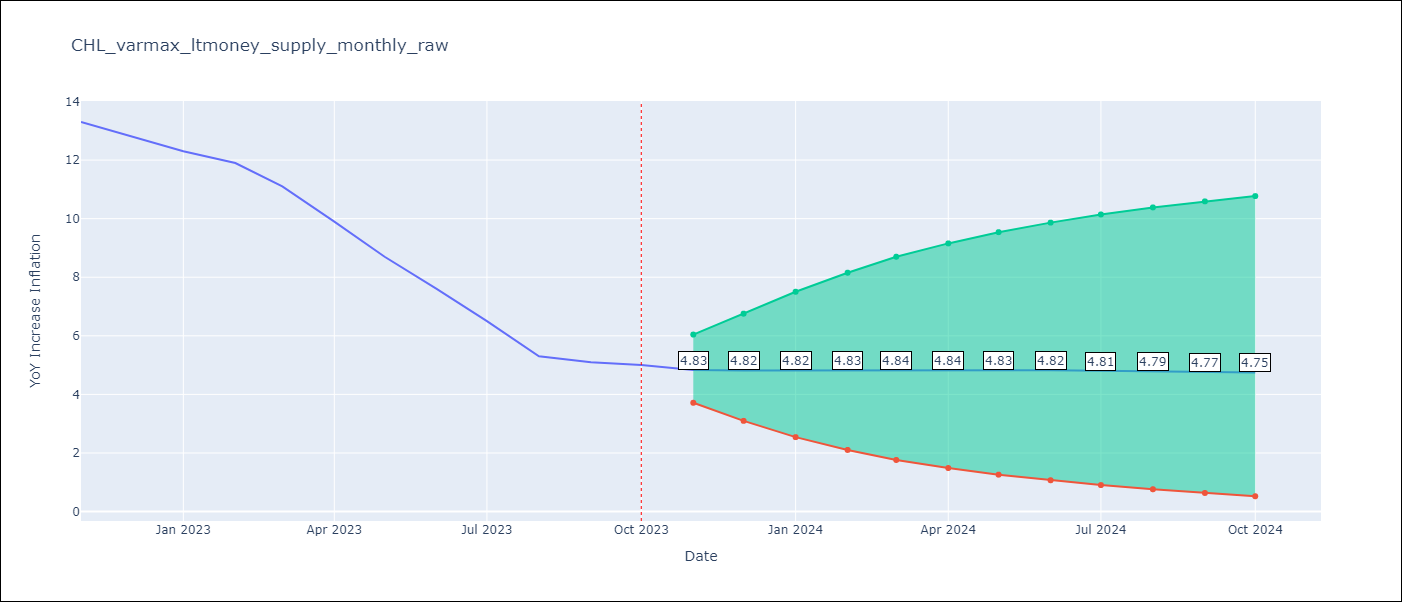 CHL_varmax_ltmoney_supply_monthly_raw
YoY Increase Inflation
14
12
10
8
6
4
2
0
4.83 4.82 4.82 4.83 4.84 4.84 4.83 4.82 4.81 4.79 4.77 4.75
Jan 2023 Apr 2023 Jul 2023 Oct 2023 Jan 2024 Apr 2024 Jul 2024 Oct 2024
Date